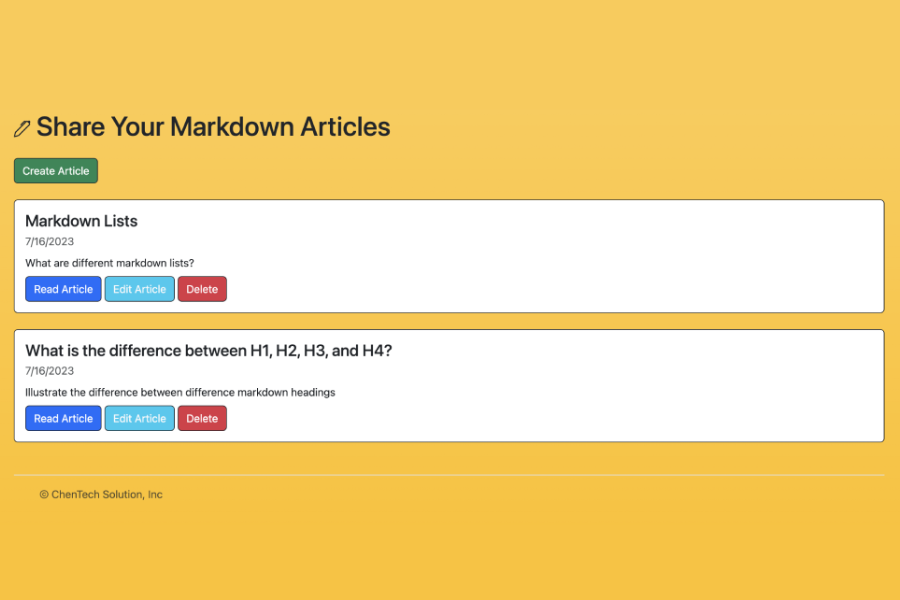 Share Your Markdown Articles
Create Article
Markdown Lists
7/16/2023
What are different markdown lists?
Read Article Edit Article Delete
What is the difference between H1, H2, H3, and H4?
7/16/2023
Illustrate the difference between difference markdown headings
Read Article Edit Article Delete
© ChenTech Solution, Inc